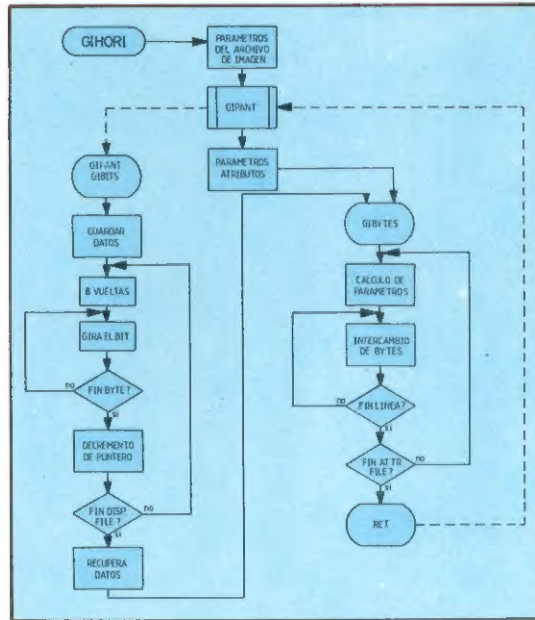 GIHORI
PARAMETROS
DEL ARCHIVO
DE IMAGEN
GIPANT
PARAMETROS
ATRIBUTOS
GIPANT
GIBITS
GUARDAR
DATOS
8 VUELTAS
GIRA EL BIT
no
FIN BYTE?
si
DECREMENTO
DE PUNTERO
FIN DISP.
FILE?
no
si
RECUPERA
DATOS
GIBITES
CALCULO DE
PARAMETROS
INTERCAMBIO
DE BYTES
no
FIN LINEA?
si
FIN ATTR.
FILE?
no
si
RET